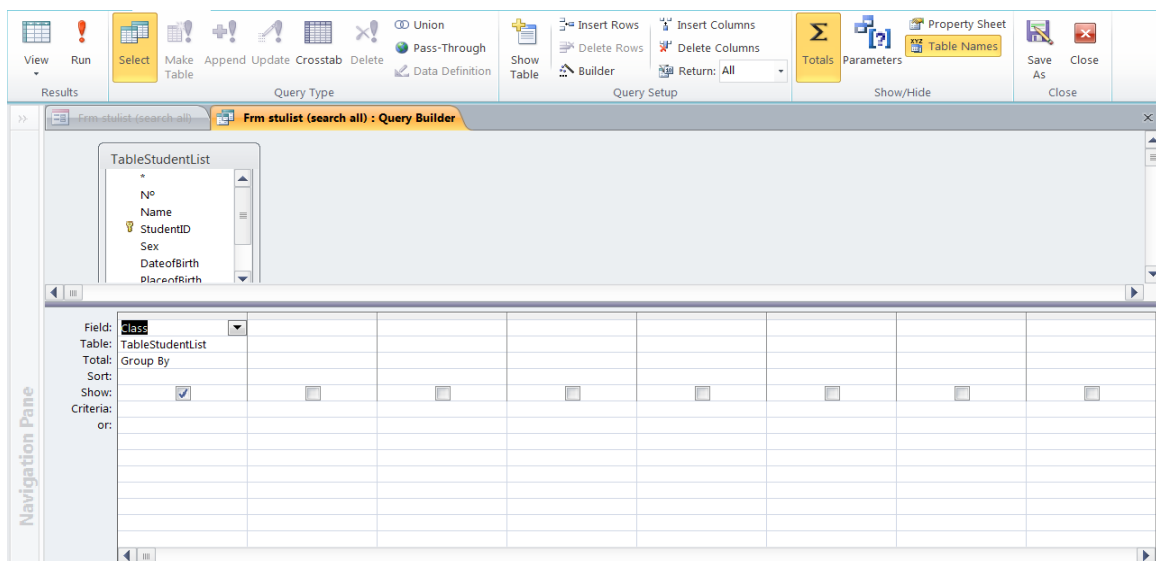 View
Run
Select
Make Table
Append
Update
Crosstab
Delete
Union
Pass-Through
Data Definition
Show Table
Insert Rows
Delete Rows
Builder
Insert Columns
Delete Columns
Return: All
Totals
Parameters
Property Sheet
Table Names
Save As
Close
Results
Query Type
Query Setup
Show/Hide
Close
Frm stulist (search all)
Frm stulist (search all) : Query Builder
TableStudentList
*
Nº
Name
StudentID
Sex
DateofBirth
PlaceofBirth
Field: Class
Table: TableStudentList
Total: Group By
Sort:
Show:
Criteria:
or:
Navigation Pane